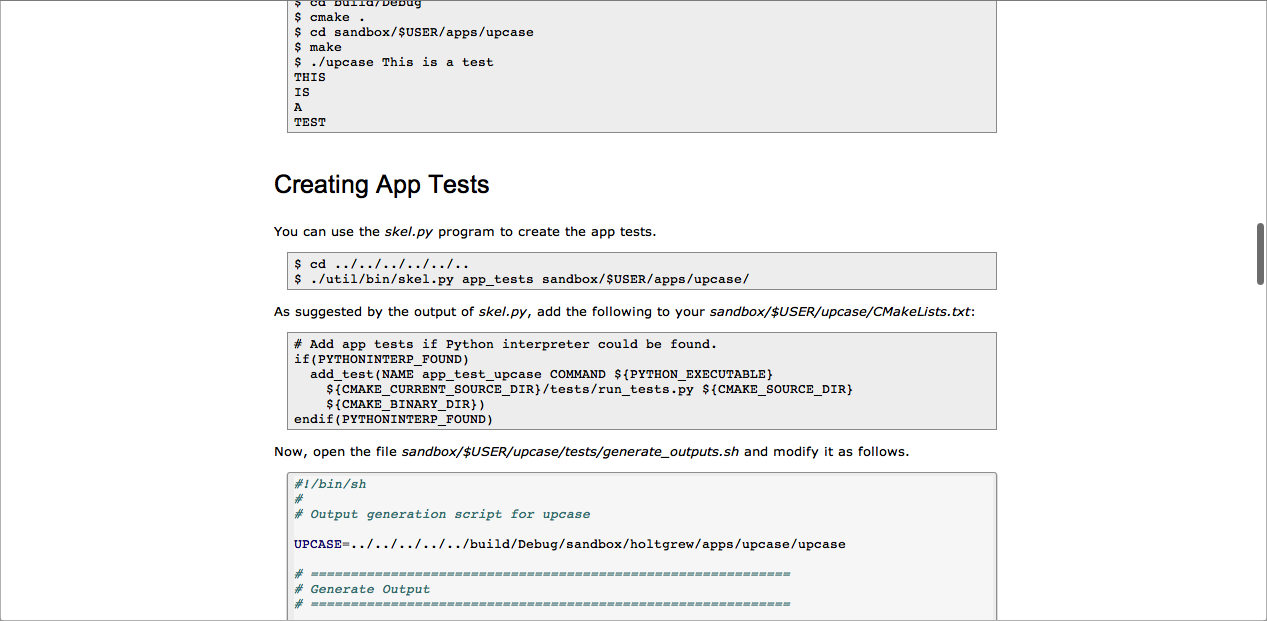 $ cd build/Debug
$ cmake .
$ cd sandbox/$USER/apps/upcase
$ make
$ ./upcase This is a test
THIS
IS
A
TEST
Creating App Tests
You can use the skel.py program to create the app tests.
$ cd ../../../../../..
$ ./util/bin/skel.py app_tests sandbox/$USER/apps/upcase/
As suggested by the output of skel.py, add the following to your sandbox/$USER/upcase/CMakeLists.txt:
# Add app tests if Python interpreter could be found.
if(PYTHONINTERP_FOUND)
  add_test(NAME app_test_upcase COMMAND ${PYTHON_EXECUTABLE}
    ${CMAKE_CURRENT_SOURCE_DIR}/tests/run_tests.py ${CMAKE_SOURCE_DIR}
    ${CMAKE_BINARY_DIR})
endif(PYTHONINTERP_FOUND)
Now, open the file sandbox/$USER/upcase/tests/generate_outputs.sh and modify it as follows.
#!/bin/sh
#
# Output generation script for upcase
UPCASE=../../../../../build/Debug/sandbox/holtgrew/apps/upcase/upcase
# ============================================================
# Generate Output
# ============================================================